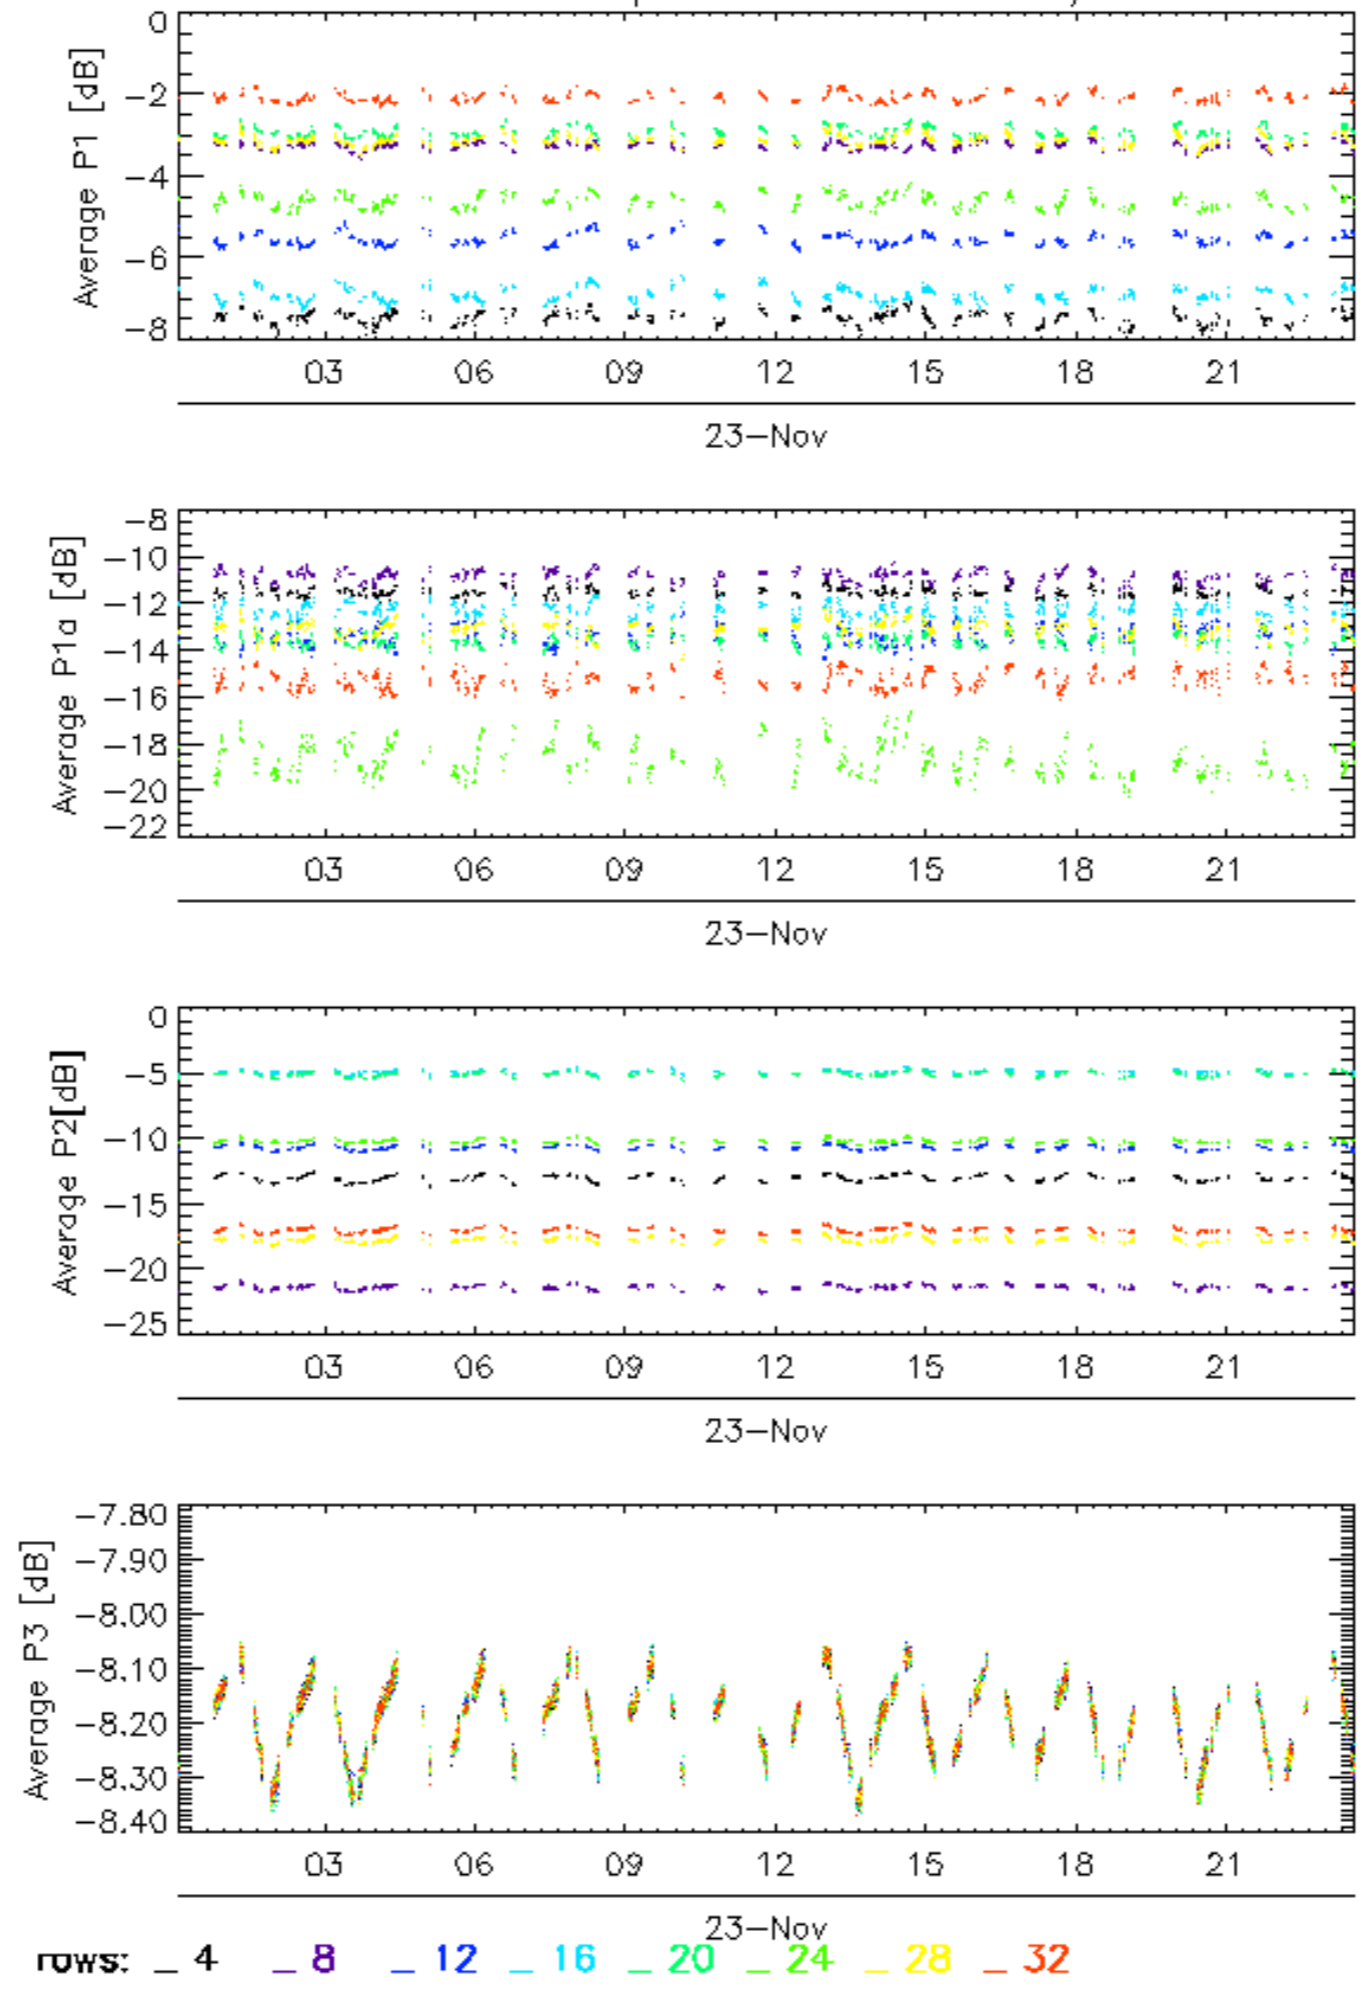 0
−2
−4
−6
−8
Average P1 [dB]
03 06 09 12 15 18 21
23−Nov
−8
−10
−12
−14
−16
−18
−20
−22
Average P1a [dB]
03 06 09 12 15 18 21
23−Nov
0
−5
−10
−15
−20
−25
Average P2[dB]
03 06 09 12 15 18 21
23−Nov
−7.80
−7.90
−8.00
−8.10
−8.20
−8.30
−8.40
Average P3 [dB]
03 06 09 12 15 18 21
23−Nov
rows: _ 4 _ 8 _ 12 _ 16 _ 20 _ 24 _ 28 _ 32